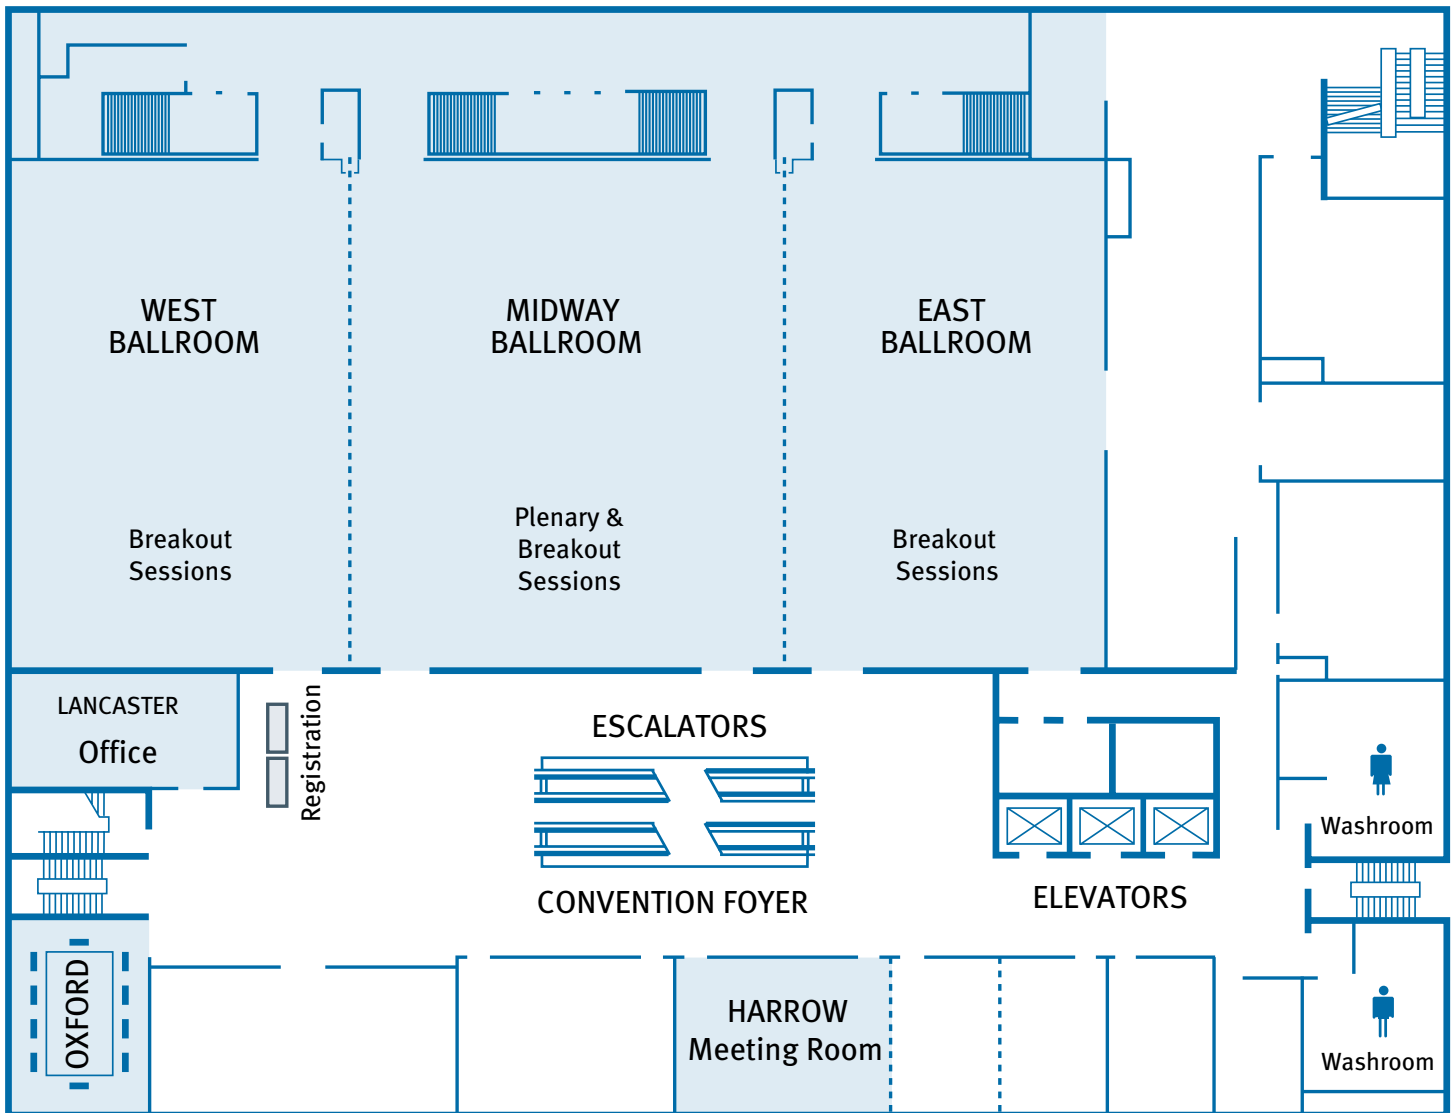 WEST
BALLROOM
MIDWAY
BALLROOM
EAST
BALLROOM
Breakout
Sessions
Plenary &
Breakout
Sessions
Breakout
Sessions
LANCASTER
Office
Registration
ESCALATORS
CONVENTION FOYER
ELEVATORS
Washroom
OXFORD
HARROW
Meeting Room
Washroom